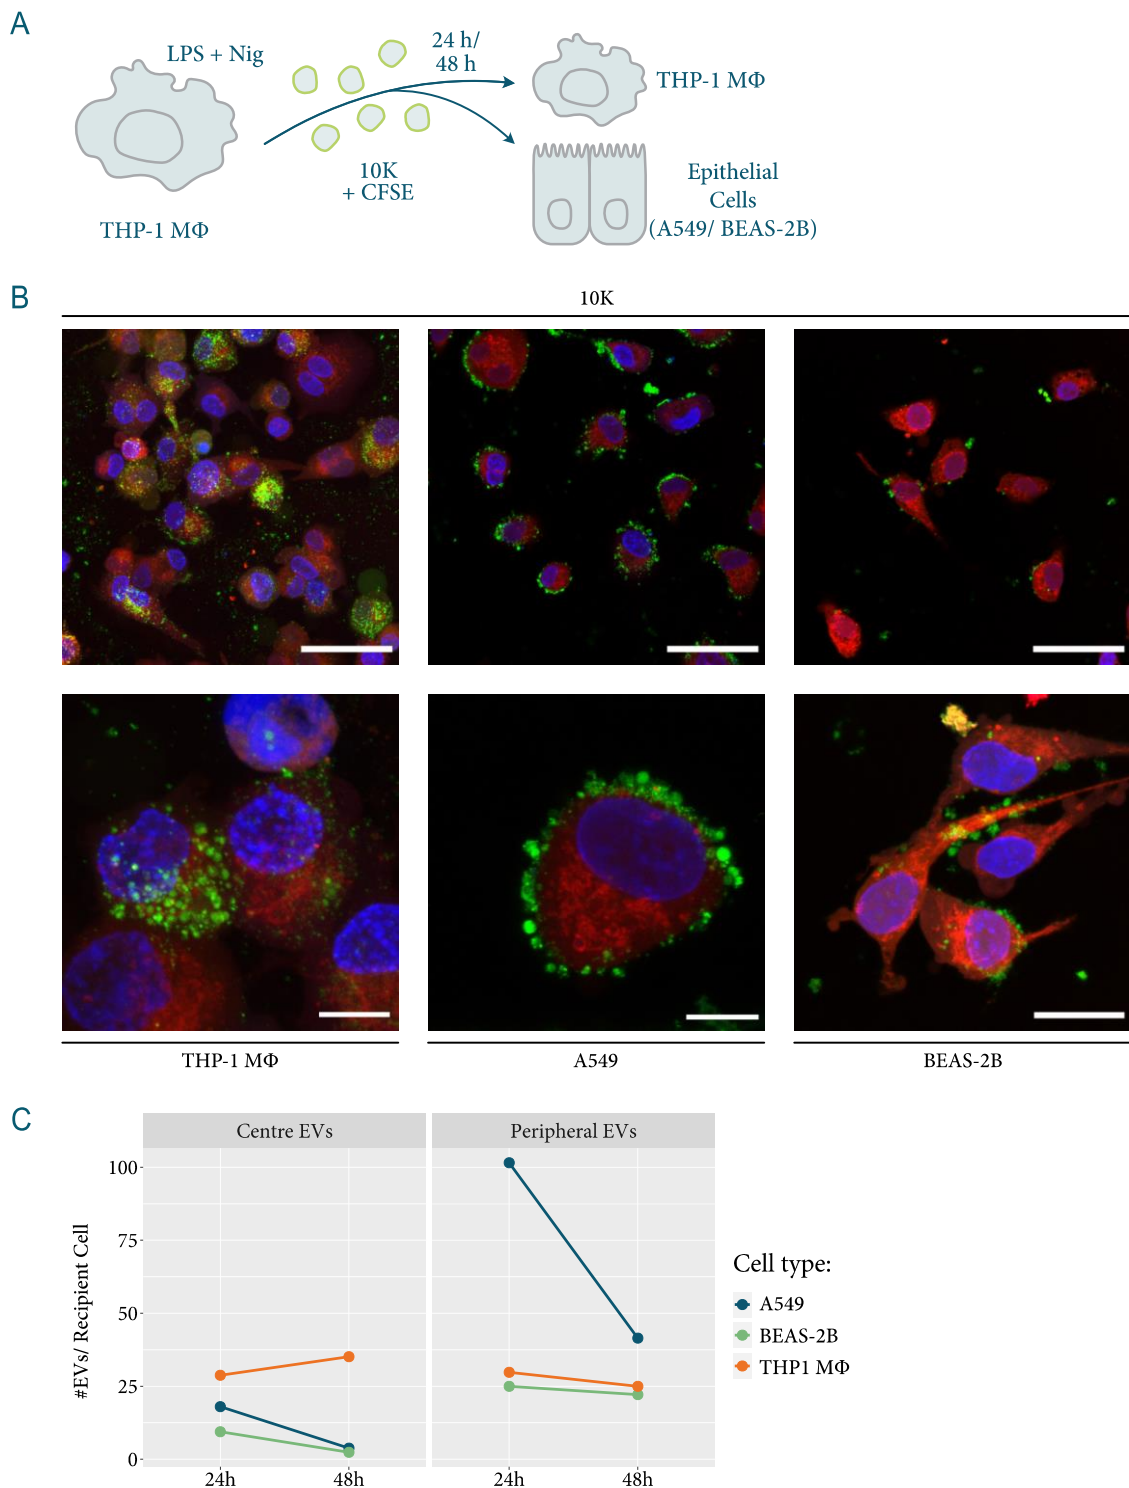 A
LPS + Nig
24 h/
48 h
THP-1 MΦ
10K
+ CFSE
Epithelial
Cells
(A549/ BEAS-2B)
THP-1 MΦ
B
10K
THP-1 MΦ
A549
BEAS-2B
C
Centre EVs
Peripheral EVs
#EVs/ Recipient Cell
100
75
50
25
0
24h
48h
24h
48h
Cell type:
A549
BEAS-2B
THP1 MΦ